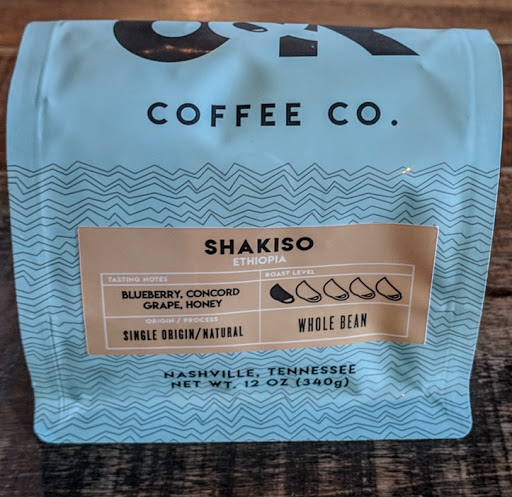 COFFEE CO.
SHAKISO
ETHIOPIA
TASTING NOTES
BLUEBERRY, CONCORD
GRAPE, HONEY
ROAST LEVEL
ORIGIN / PROCESS
SINGLE ORIGIN/NATURAL
WHOLE BEAN
NASHVILLE, TENNESSEE
NET WT. 12 OZ (340g)